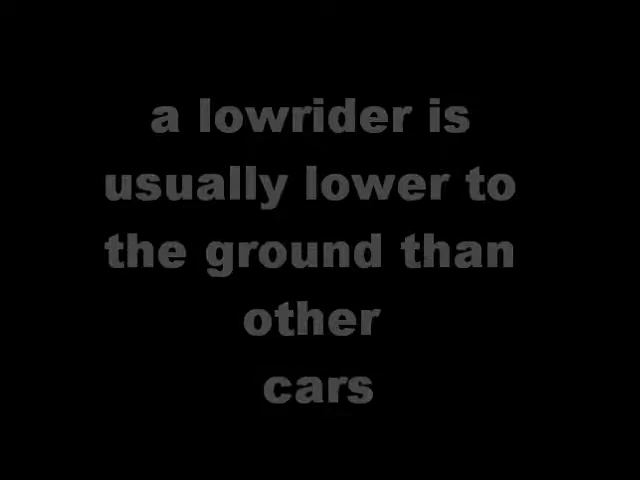 a lowrider is
usually lower to
the ground than
other
cars